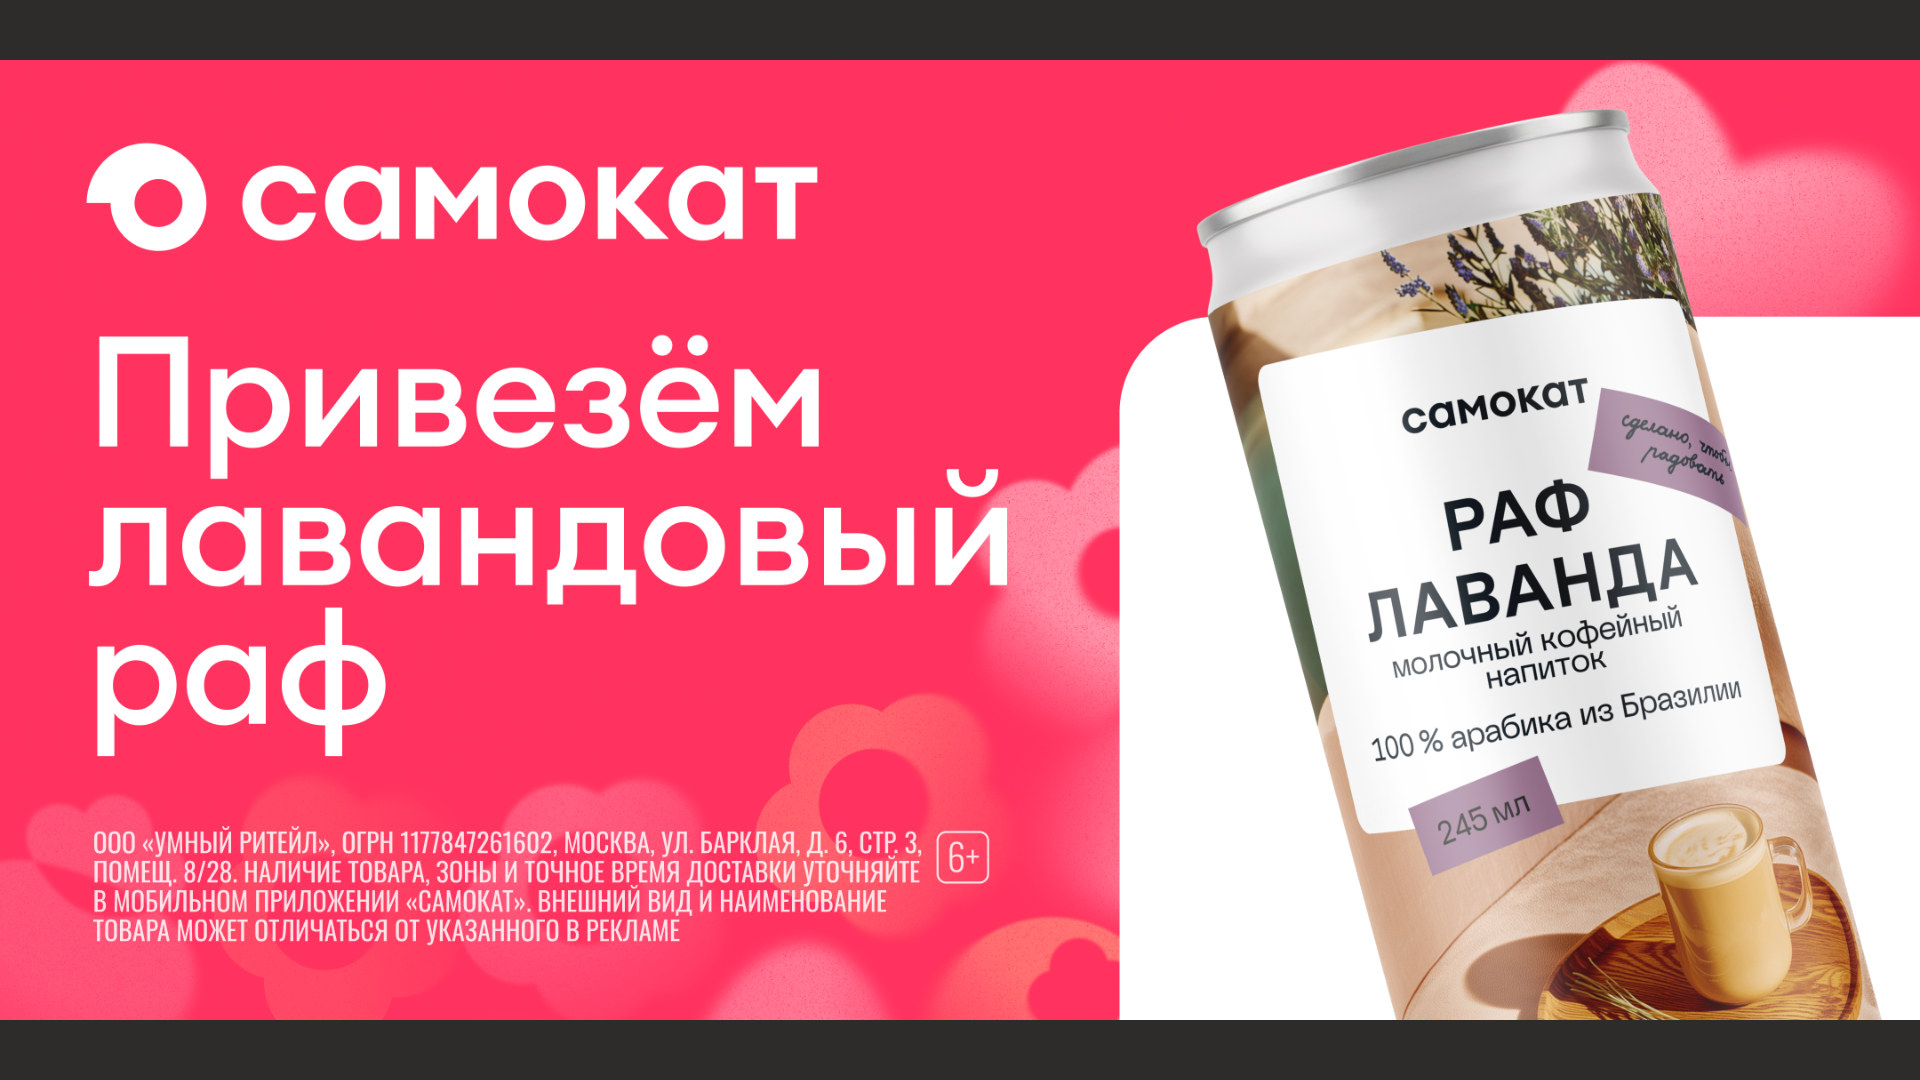 самокат
Привезём
лавандовый
раф
ООО «УМНЫЙ РИТЕЙЛ», ОГРН 1177847261602, МОСКВА, УЛ. БАРКЛАЯ, Д. 6, СТР. 3,
ПОМЕЩ. 8/28. НАЛИЧИЕ ТОВАРА, ЗОНЫ И ТОЧНОЕ ВРЕМЯ ДОСТАВКИ УТОЧНЯЙТЕ
В МОБИЛЬНОМ ПРИЛОЖЕНИИ «САМОКАТ». ВНЕШНИЙ ВИД И НАИМЕНОВАНИЕ
ТОВАРА МОЖЕТ ОТЛИЧАТЬСЯ ОТ УКАЗАННОГО В РЕКЛАМЕ
6+
самокат
сделано, чтобы
радовать
РАФ
ЛАВАНДА
молочный кофейный
напиток
100 % арабика из Бразилии
245 мл